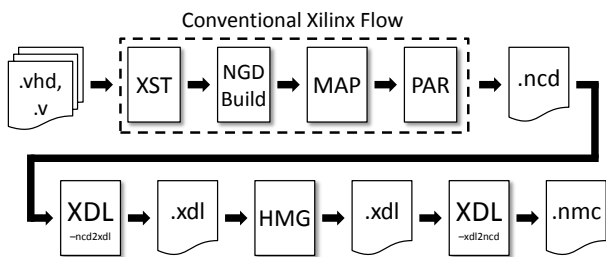 Conventional Xilinx Flow
.vhd,
.v
XST
NGD
Build
MAP
PAR
.ncd
XDL
–ncd2xdl
.xdl
HMG
.xdl
XDL
–xdl2ncd
.nmc